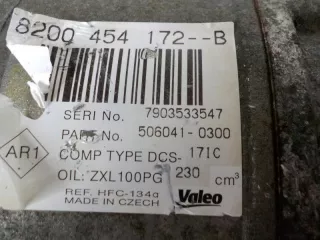 8200 454 172--B
SERI No. 7903533547
PART No. 506041-0300
AR1
COMP TYPE DCS-17IC
OIL: ZXL100PG 230 cm³
REF. HFC-134a
MADE IN CZECH
Valeo